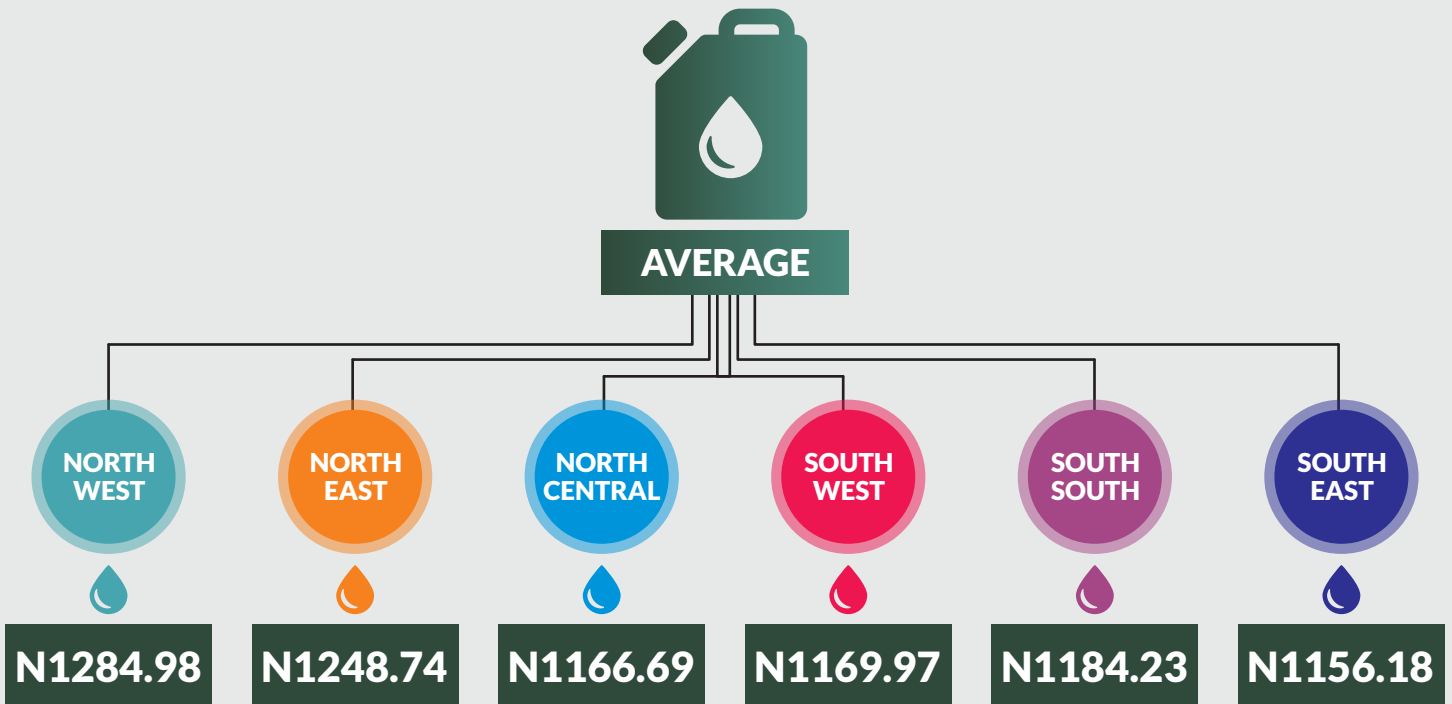 AVERAGE
NORTH
WEST
NORTH
EAST
NORTH
CENTRAL
SOUTH
WEST
SOUTH
SOUTH
SOUTH
EAST
N1284.98
N1248.74
N1166.69
N1169.97
N1184.23
N1156.18